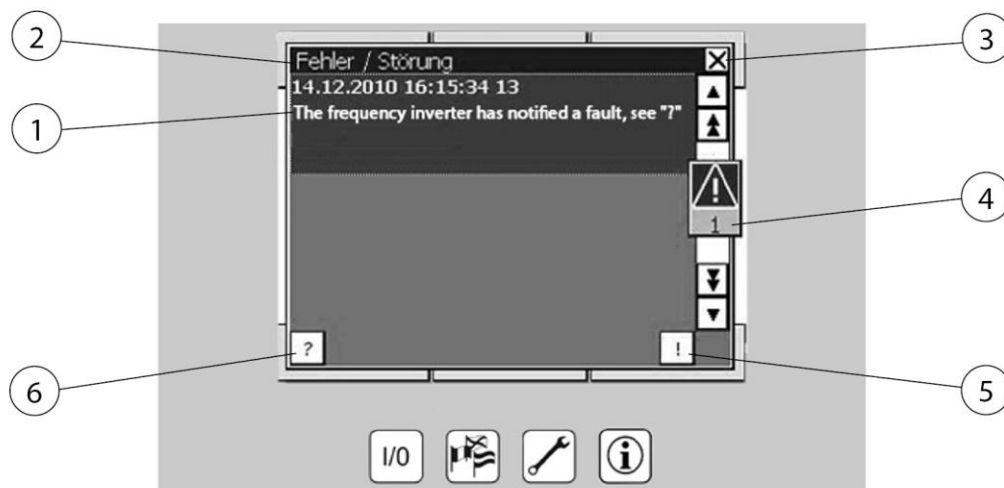 2
Fehler / Störung
3
14.12.2010 16:15:34 13
1
The frequency inverter has notified a fault, see "?"
4
1
?
!
6
5
I/0
i